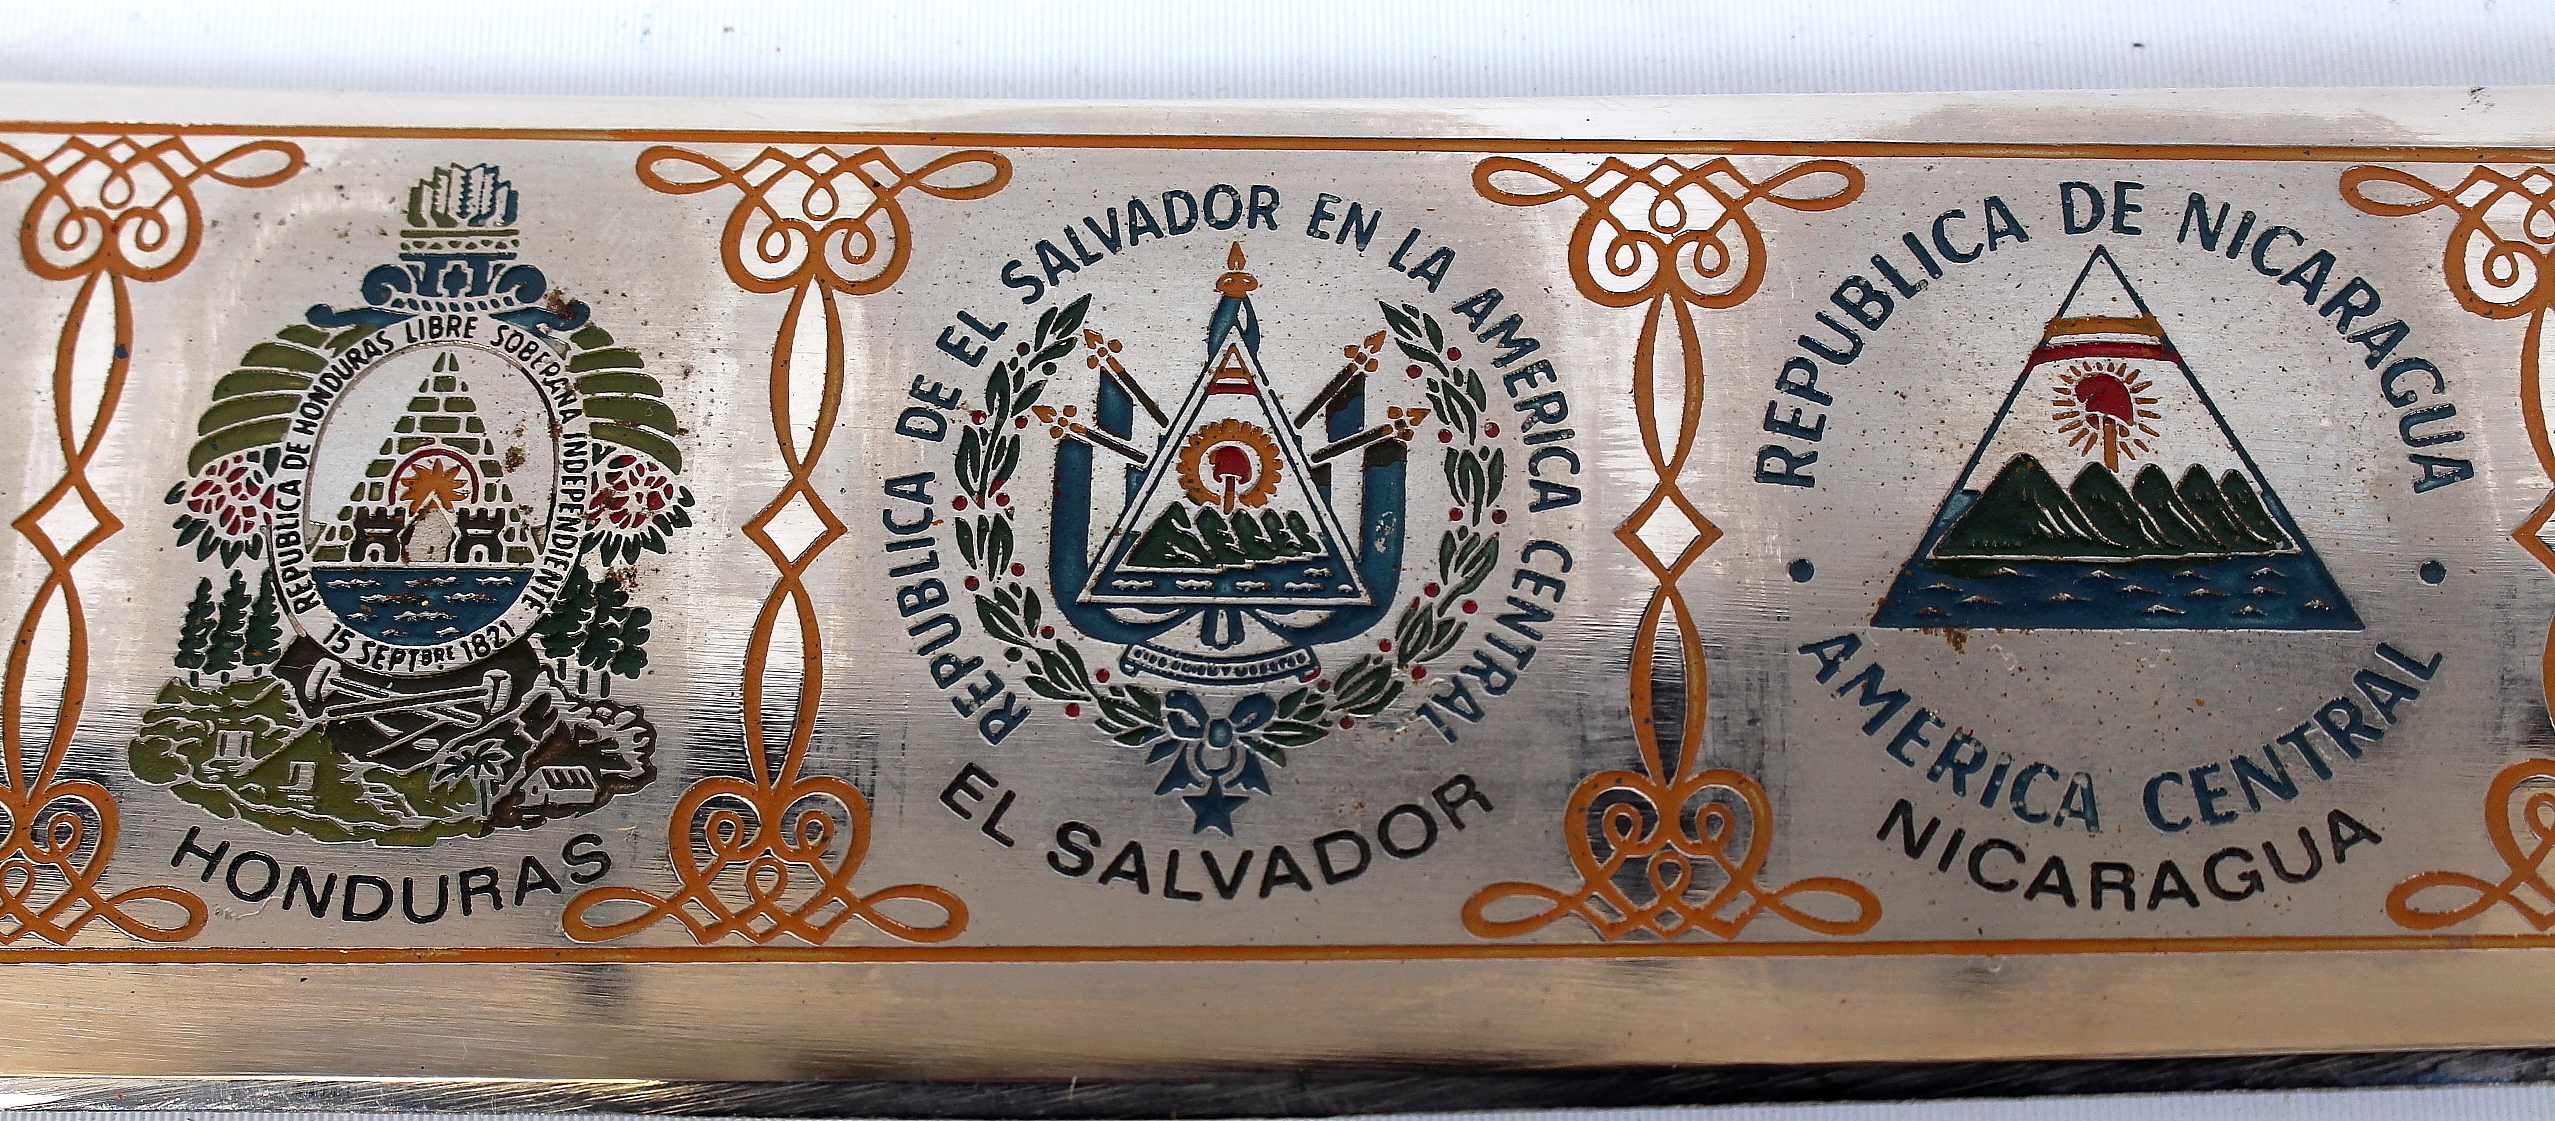 REPUBLICA DE HONDURAS LIBRE SOBERANA INDEPENDIENTE
15 SEPTBRE 1821
HONDURAS
REPUBLICA DE EL SALVADOR EN LA AMERICA CENTRAL
EL SALVADOR
REPUBLICA DE NICARAGUA
AMERICA CENTRAL
NICARAGUA